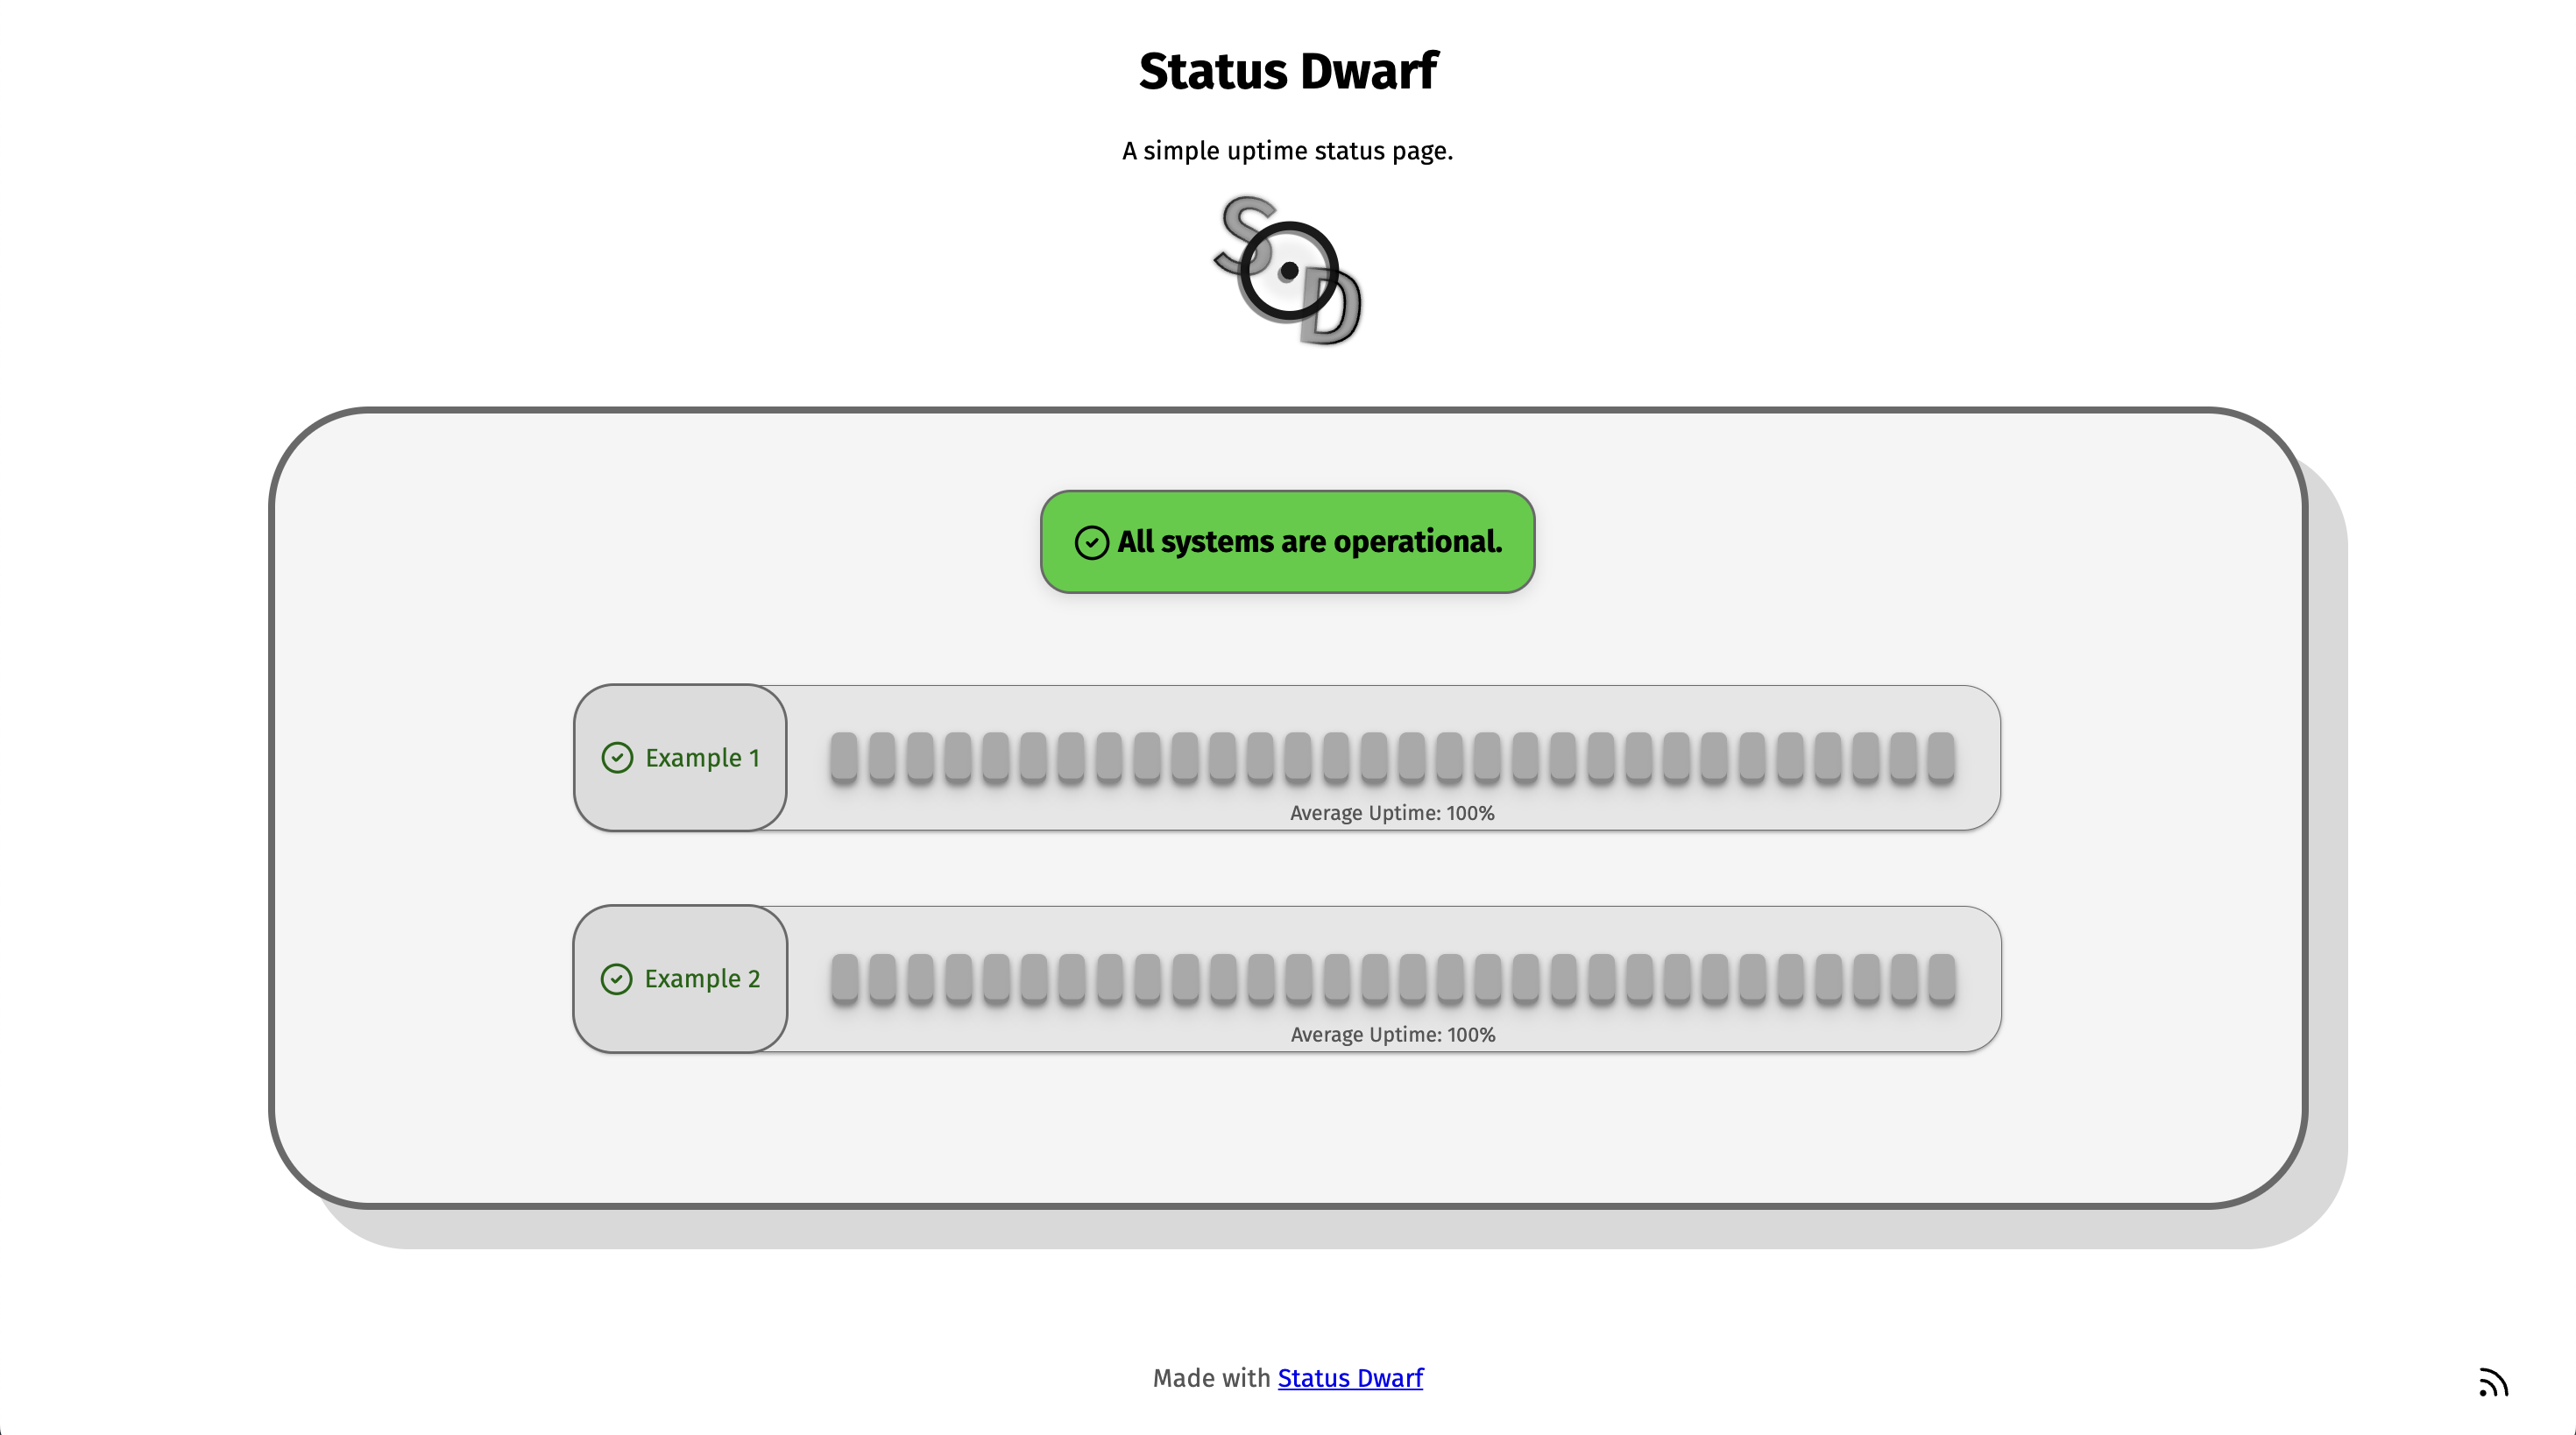 Status Dwarf
A simple uptime status page.
S
D
All systems are operational.
Example 1
Average Uptime: 100%
Example 2
Average Uptime: 100%
Made with Status Dwarf